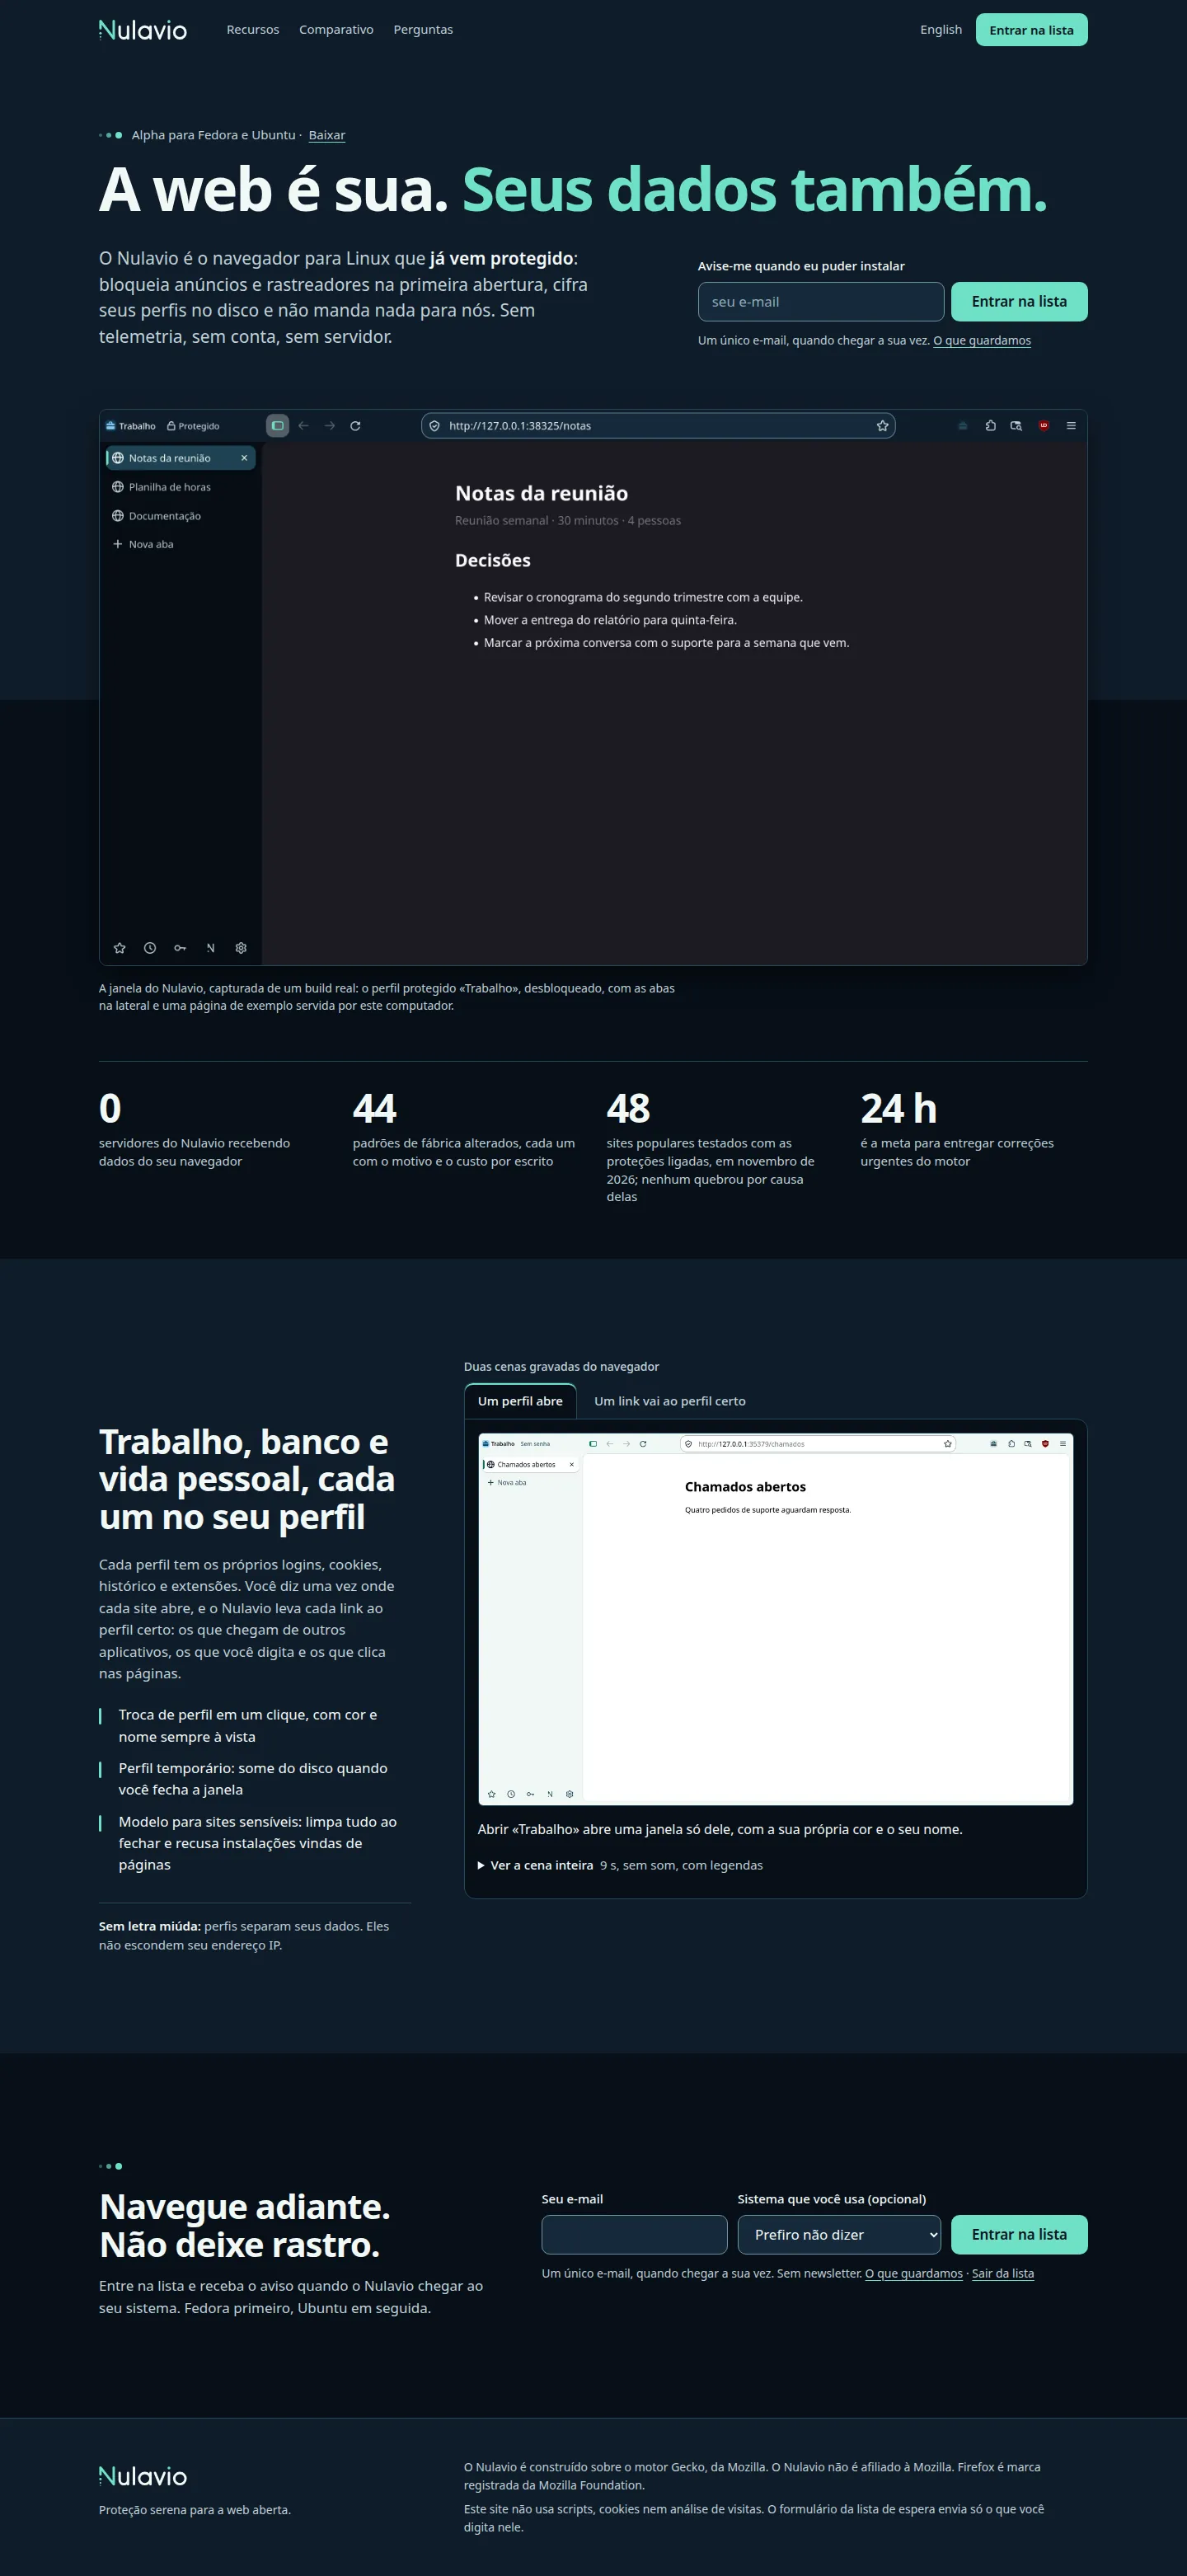 Nulavio
Recursos
Comparativo
Perguntas
English
Entrar na lista
Alpha para Fedora e Ubuntu · Baixar
A web é sua. Seus dados também.
O Nulavio é o navegador para Linux que já vem protegido:
bloqueia anúncios e rastreadores na primeira abertura, cifra
seus perfis no disco e não manda nada para nós. Sem
telemetria, sem conta, sem servidor.
Avise-me quando eu puder instalar
seu e-mail
Entrar na lista
Um único e-mail, quando chegar a sua vez. O que guardamos
Trabalho
Protegido
http://127.0.0.1:38325/notas
Notas da reunião
Planilha de horas
Documentação
Nova aba
Notas da reunião
Reunião semanal · 30 minutos · 4 pessoas
Decisões
• Revisar o cronograma do segundo trimestre com a equipe.
• Mover a entrega do relatório para quinta-feira.
• Marcar a próxima conversa com o suporte para a semana que vem.
A janela do Nulavio, capturada de um build real: o perfil protegido «Trabalho», desbloqueado, com as abas
na lateral e uma página de exemplo servida por este computador.
0
servidores do Nulavio recebendo
dados do seu navegador
44
padrões de fábrica alterados, cada um
com o motivo e o custo por escrito
48
sites populares testados com as
proteções ligadas, em novembro de
2026; nenhum quebrou por causa
delas
24 h
é a meta para entregar correções
urgentes do motor
Trabalho, banco e
vida pessoal, cada
um no seu perfil
Cada perfil tem os próprios logins, cookies,
histórico e extensões. Você diz uma vez onde
cada site abre, e o Nulavio leva cada link ao
perfil certo: os que chegam de outros
aplicativos, os que você digita e os que clica
nas páginas.
Troca de perfil em um clique, com cor e
nome sempre à vista
Perfil temporário: some do disco quando
você fecha a janela
Modelo para sites sensíveis: limpa tudo ao
fechar e recusa instalações vindas de
páginas
Sem letra miúda: perfis separam seus dados. Eles
não escondem seu endereço IP.
Duas cenas gravadas do navegador
Um perfil abre
Um link vai ao perfil certo
Trabalho
Sem senha
http://127.0.0.1:35379/chamados
Chamados abertos
Nova aba
Chamados abertos
Quatro pedidos de suporte aguardam resposta.
Abrir «Trabalho» abre uma janela só dele, com a sua própria cor e o seu nome.
Ver a cena inteira 9 s, sem som, com legendas
Navegue adiante.
Não deixe rastro.
Entre na lista e receba o aviso quando o Nulavio chegar ao
seu sistema. Fedora primeiro, Ubuntu em seguida.
Seu e-mail
Sistema que você usa (opcional)
Prefiro não dizer
Entrar na lista
Um único e-mail, quando chegar a sua vez. Sem newsletter. O que guardamos · Sair da lista
Nulavio
Proteção serena para a web aberta.
O Nulavio é construído sobre o motor Gecko, da Mozilla. O Nulavio não é afiliado à Mozilla. Firefox é marca
registrada da Mozilla Foundation.
Este site não usa scripts, cookies nem análise de visitas. O formulário da lista de espera envia só o que você
digita nele.